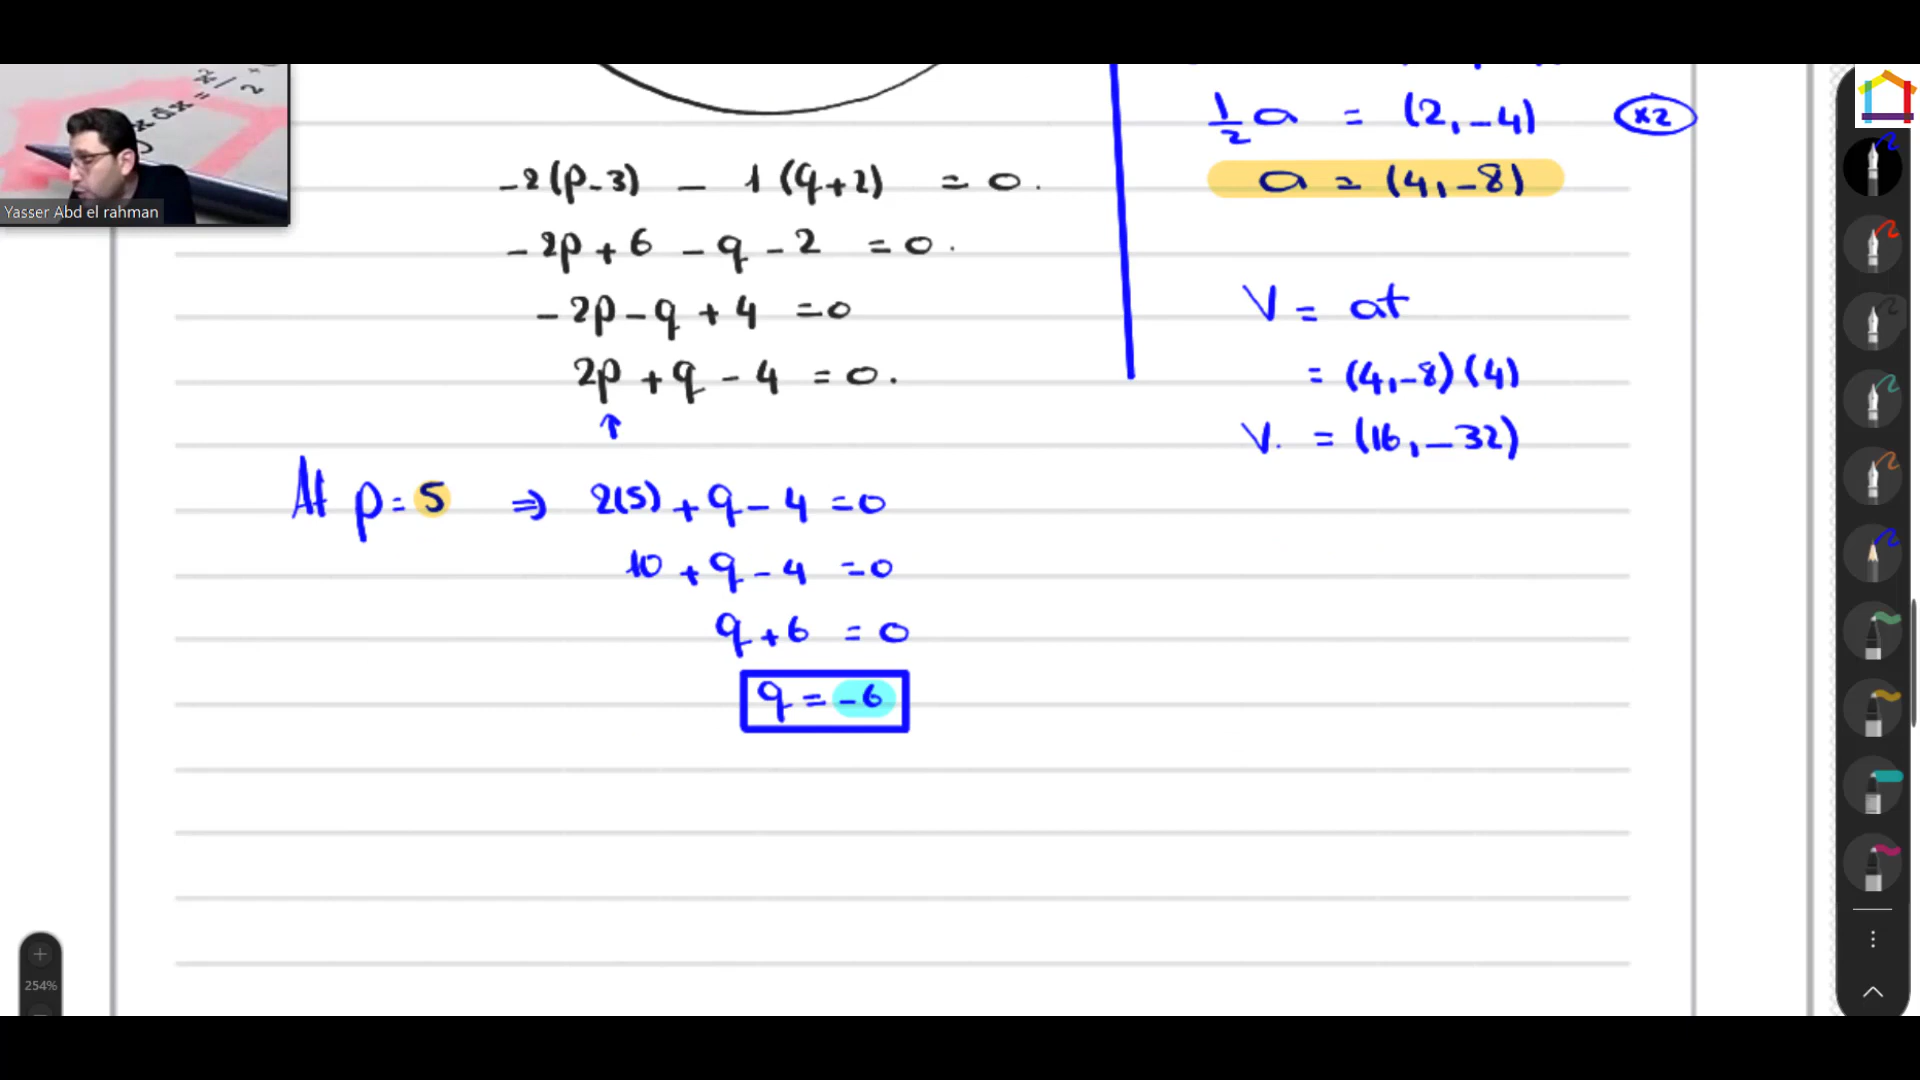 Yasser Abd el rahman
-2(p-3) - 1(q+2) = 0.
-2p + 6 - q - 2 = 0.
-2p - q + 4 = 0
2p + q - 4 = 0.
↑
At p = 5 ⇒ 2(5) + q - 4 = 0
10 + q - 4 = 0
q + 6 = 0
q = -6
1/2 a = (2, -4) ×2
a = (4, -8)
V = at
= (4, -8)(4)
V. = (16, -32)
254%